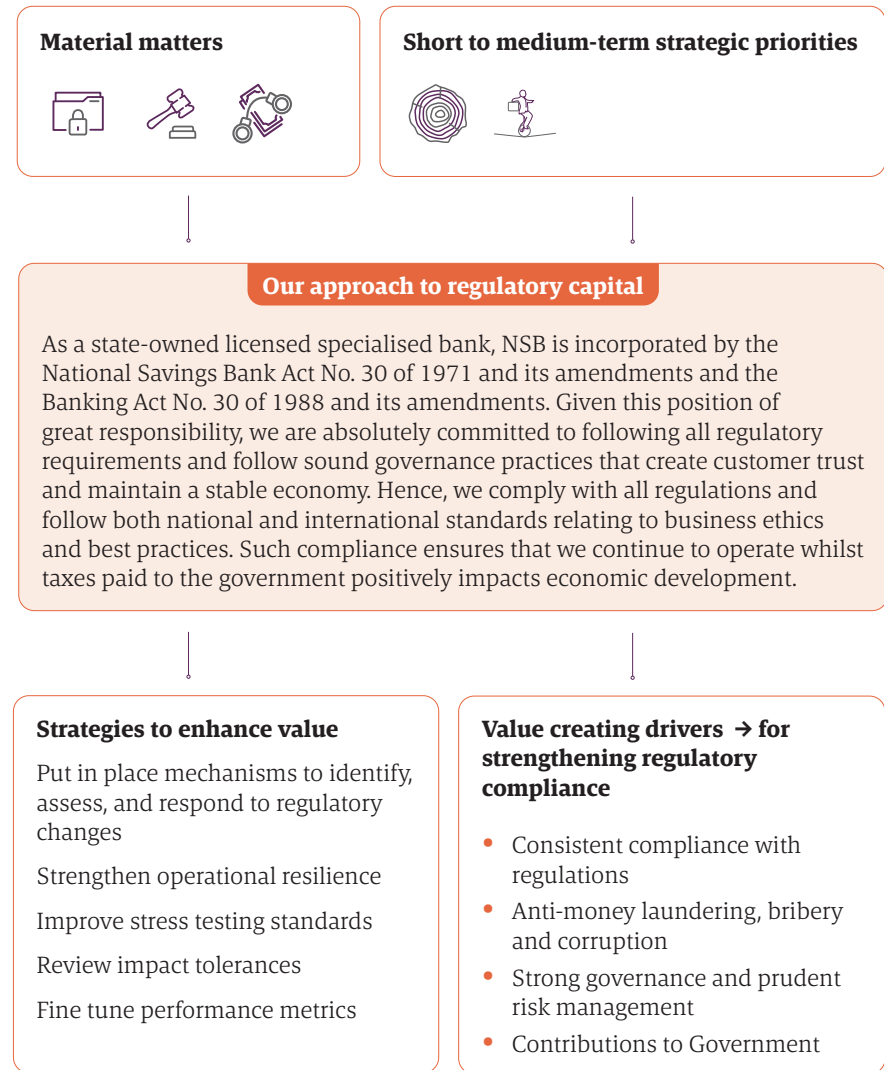 Material matters
Short to medium-term strategic priorities
Our approach to regulatory capital
As a state-owned licensed specialised bank, NSB is incorporated by the
National Savings Bank Act No. 30 of 1971 and its amendments and the
Banking Act No. 30 of 1988 and its amendments. Given this position of
great responsibility, we are absolutely committed to following all regulatory
requirements and follow sound governance practices that create customer trust
and maintain a stable economy. Hence, we comply with all regulations and
follow both national and international standards relating to business ethics
and best practices. Such compliance ensures that we continue to operate whilst
taxes paid to the government positively impacts economic development.
Strategies to enhance value
Put in place mechanisms to identify,
assess, and respond to regulatory
changes
Strengthen operational resilience
Improve stress testing standards
Review impact tolerances
Fine tune performance metrics
Value creating drivers → for
strengthening regulatory
compliance
• Consistent compliance with
regulations
• Anti-money laundering, bribery
and corruption
• Strong governance and prudent
risk management
• Contributions to Government